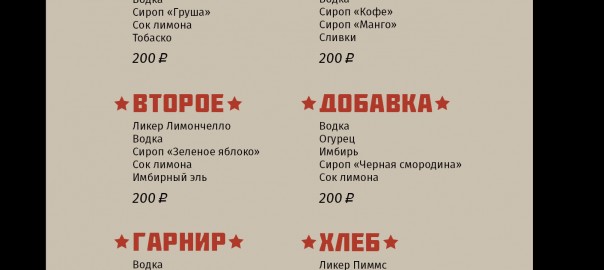 Водка
Сироп «Груша»
Сок лимона
Тобаско
200 ₽
Водка
Сироп «Кофе»
Сироп «Манго»
Сливки
200 ₽
ВТОРОЕ
Ликер Лимончелло
Водка
Сироп «Зеленое яблоко»
Сок лимона
Имбирный эль
200 ₽
ДОБАВКА
Водка
Огурец
Имбирь
Сироп «Черная смородина»
Сок лимона
200 ₽
ГАРНИР
Водка
ХЛЕБ
Ликер Пиммс